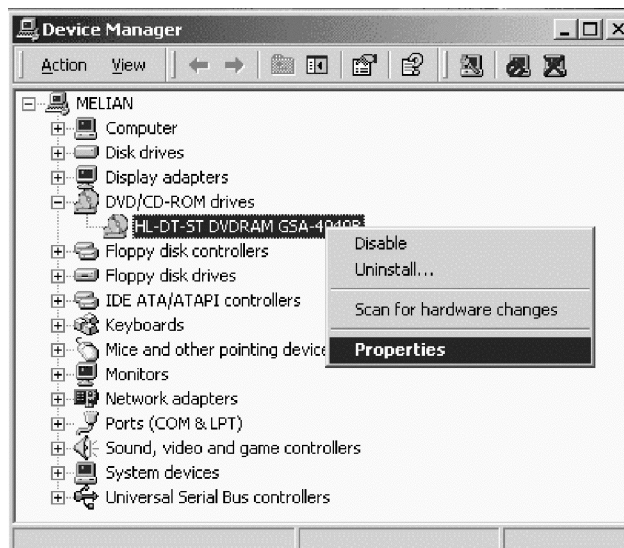 Device Manager
Action View
MELIAN
Computer
Disk drives
Display adapters
DVD/CD-ROM drives
HL-DT-ST DVDRAM GSA-4040B
Floppy disk controllers
Floppy disk drives
IDE ATA/ATAPI controllers
Keyboards
Mice and other pointing device
Monitors
Network adapters
Ports (COM & LPT)
Sound, video and game controllers
System devices
Universal Serial Bus controllers
Disable
Uninstall...
Scan for hardware changes
Properties